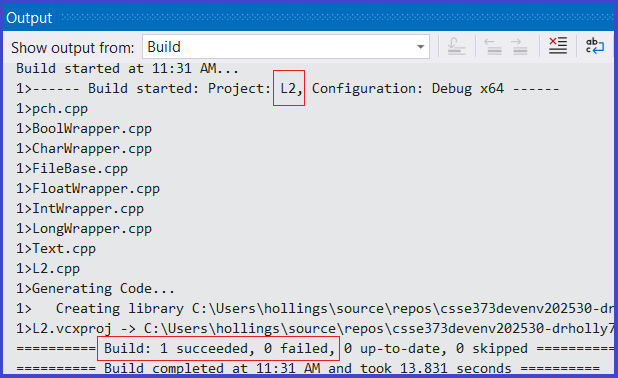 Output
Show output from: Build
Build started at 11:31 AM...
1>------ Build started: Project: L2, Configuration: Debug x64 ------
1>pch.cpp
1>BoolWrapper.cpp
1>CharWrapper.cpp
1>FileBase.cpp
1>FloatWrapper.cpp
1>IntWrapper.cpp
1>LongWrapper.cpp
1>Text.cpp
1>L2.cpp
1>Generating Code...
1>   Creating library C:\Users\hollings\source\repos\csse373devenv202530-dr
1>L2.vcxproj -> C:\Users\hollings\source\repos\csse373devenv202530-drholly7
========== Build: 1 succeeded, 0 failed, 0 up-to-date, 0 skipped ==========
========== Build completed at 11:31 AM and took 13.831 seconds ==========